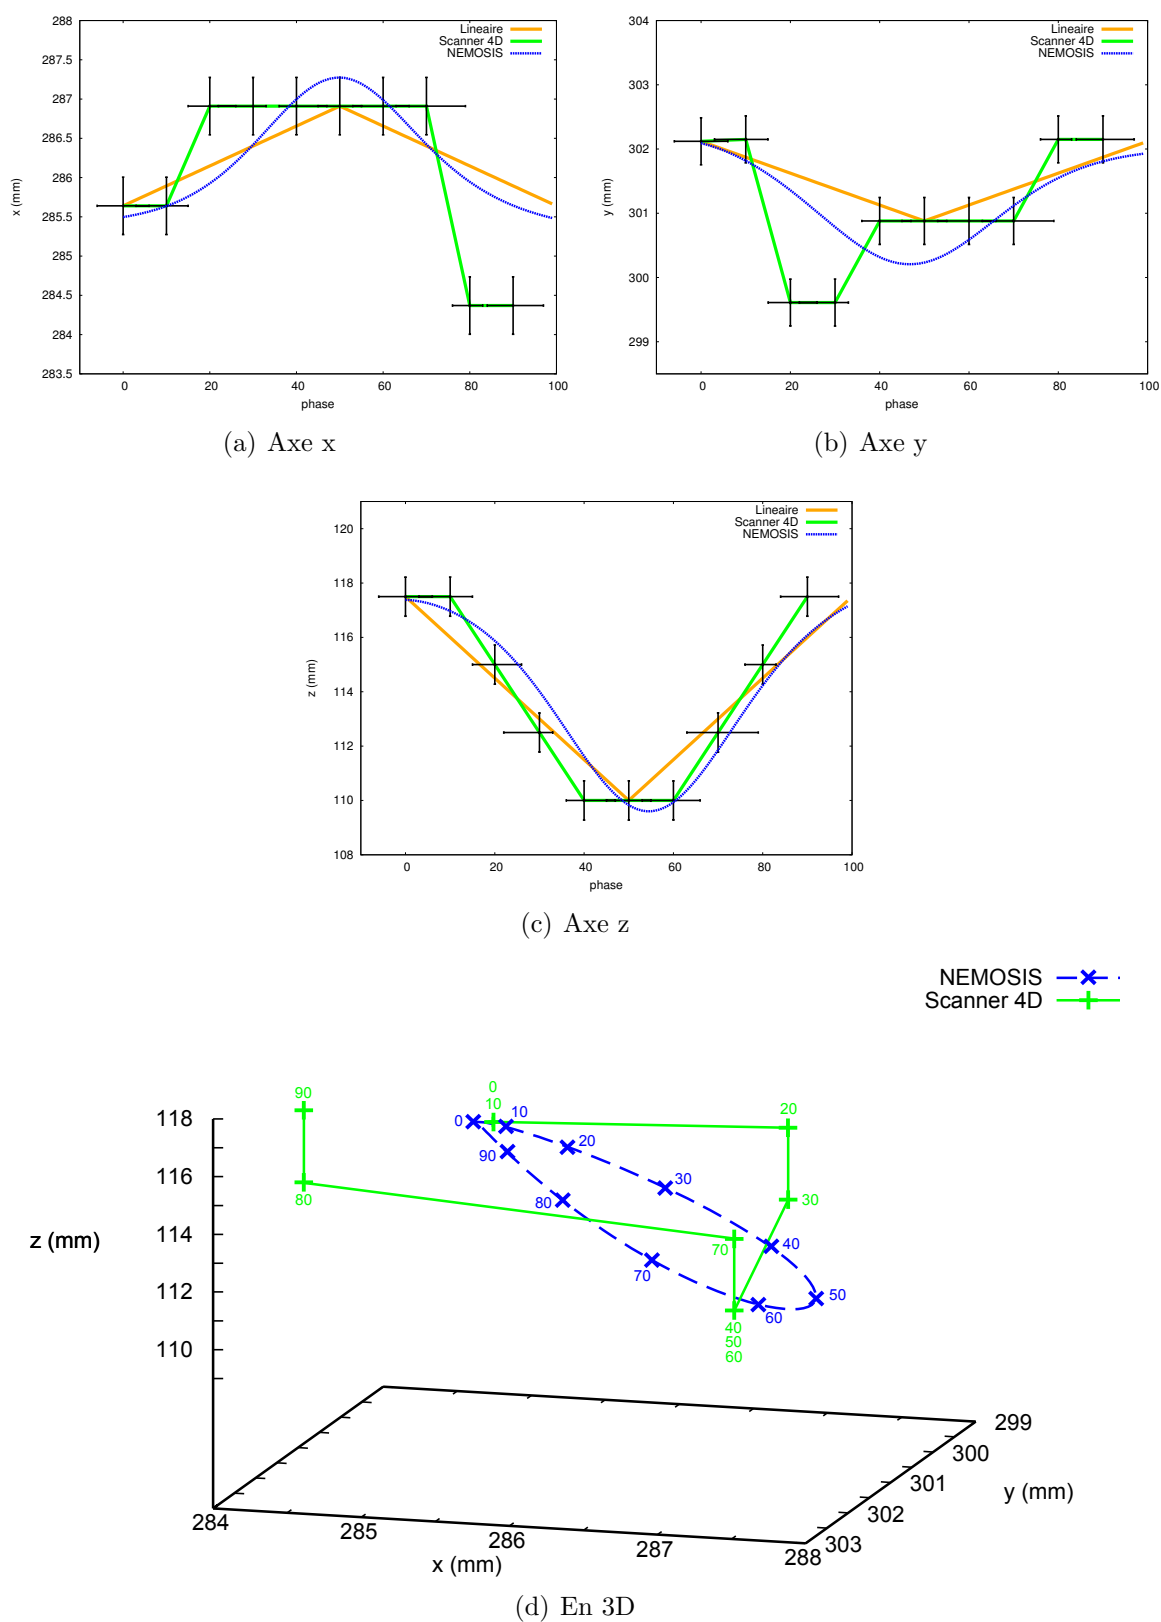 288
287.5
287
286.5
286
285.5
285
284.5
284
283.5
x (mm)
0 20 40 60 80 100
phase
Lineaire
Scanner 4D
NEMOSIS
(a) Axe x
304
303
302
301
300
299
y (mm)
0 20 40 60 80 100
phase
Lineaire
Scanner 4D
NEMOSIS
(b) Axe y
120
118
116
114
112
110
108
z (mm)
0 20 40 60 80 100
phase
Lineaire
Scanner 4D
NEMOSIS
(c) Axe z
NEMOSIS
Scanner 4D
118
116
114
112
110
z (mm)
90
80
0
10
20
30
70
40
50
60
0
10
20
30
40
50
60
70
80
90
284
285
286
287
288
x (mm)
299
300
301
302
303
y (mm)
(d) En 3D